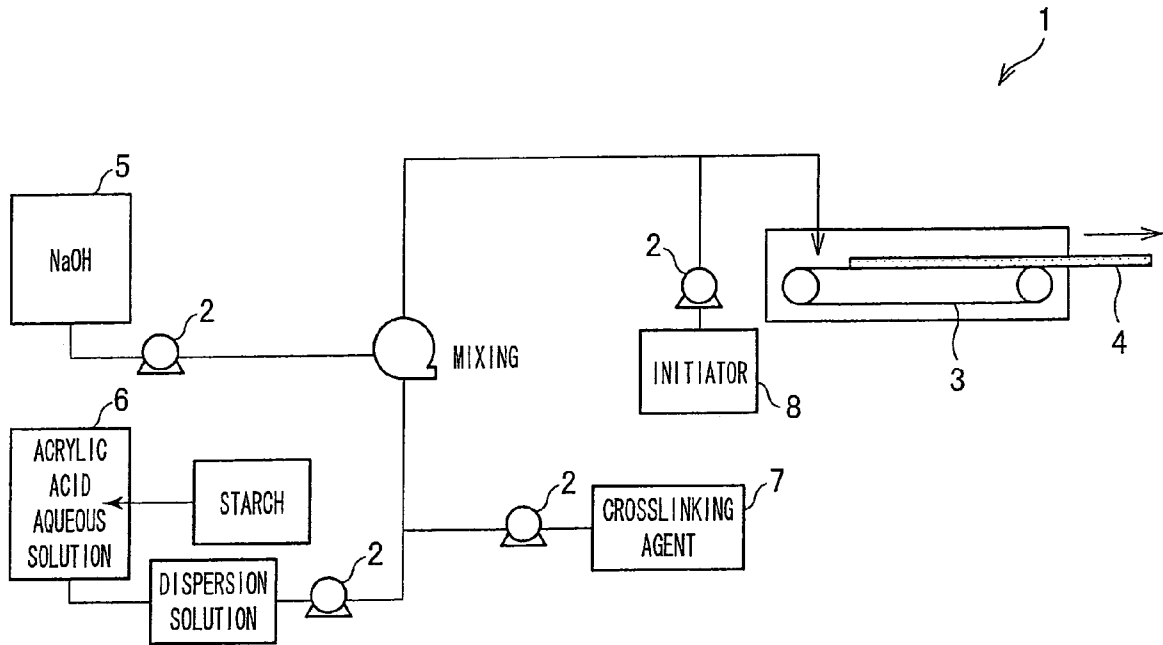 1
5
NaOH
2
MIXING
2
INITIATOR
8
4
3
6
ACRYLIC
ACID
AQUEOUS
SOLUTION
STARCH
2
7
CROSSLINKING
AGENT
2
DISPERSION
SOLUTION